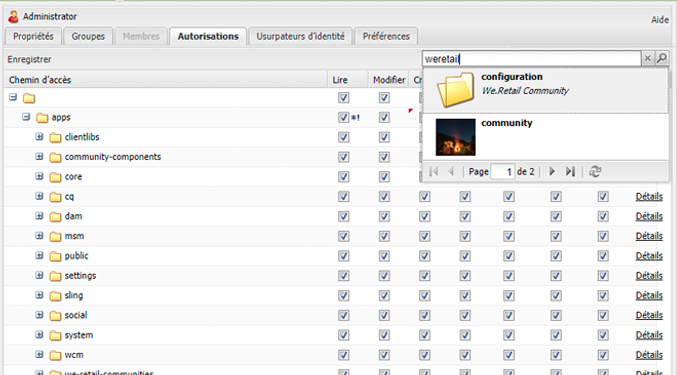 Administrator
Aide
Propriétés Groupes Membres Autorisations Usurpateurs d'identité Préférences
Enregistrer weretail
Chemin d'accès Lire Modifier
configuration
We.Retail Community
community
Page 1 de 2
apps *!
clientlibs
community-components
core
cq Détails
dam Détails
msm Détails
public Détails
settings Détails
sling Détails
social Détails
system Détails
wcm Détails
we-retail-communities Détails